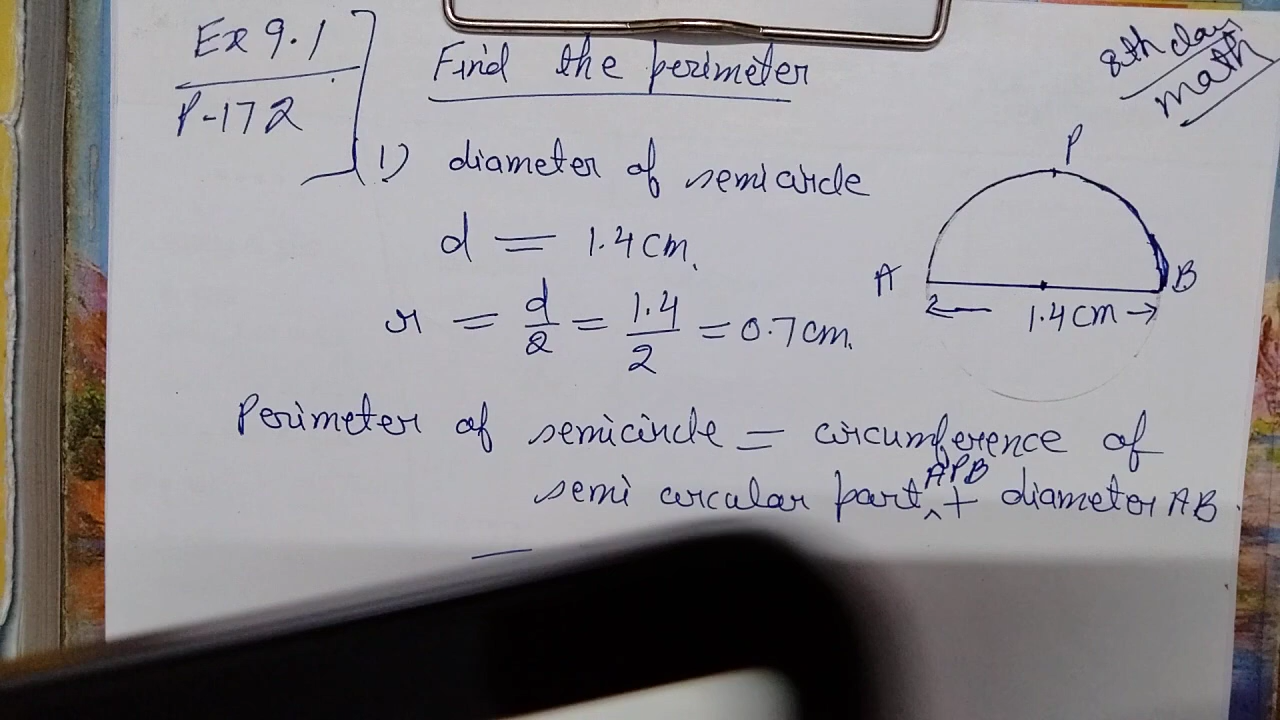 Ex 9.1
P-172
Find the perimeter
8th class
math
1) diameter of semicircle
d = 1.4 cm.
r = d/2 = 1.4/2 = 0.7 cm.
P
A
B
1.4 cm
Perimeter of semicircle = circumference of
semi circular part ^ APB + diameter AB.
=